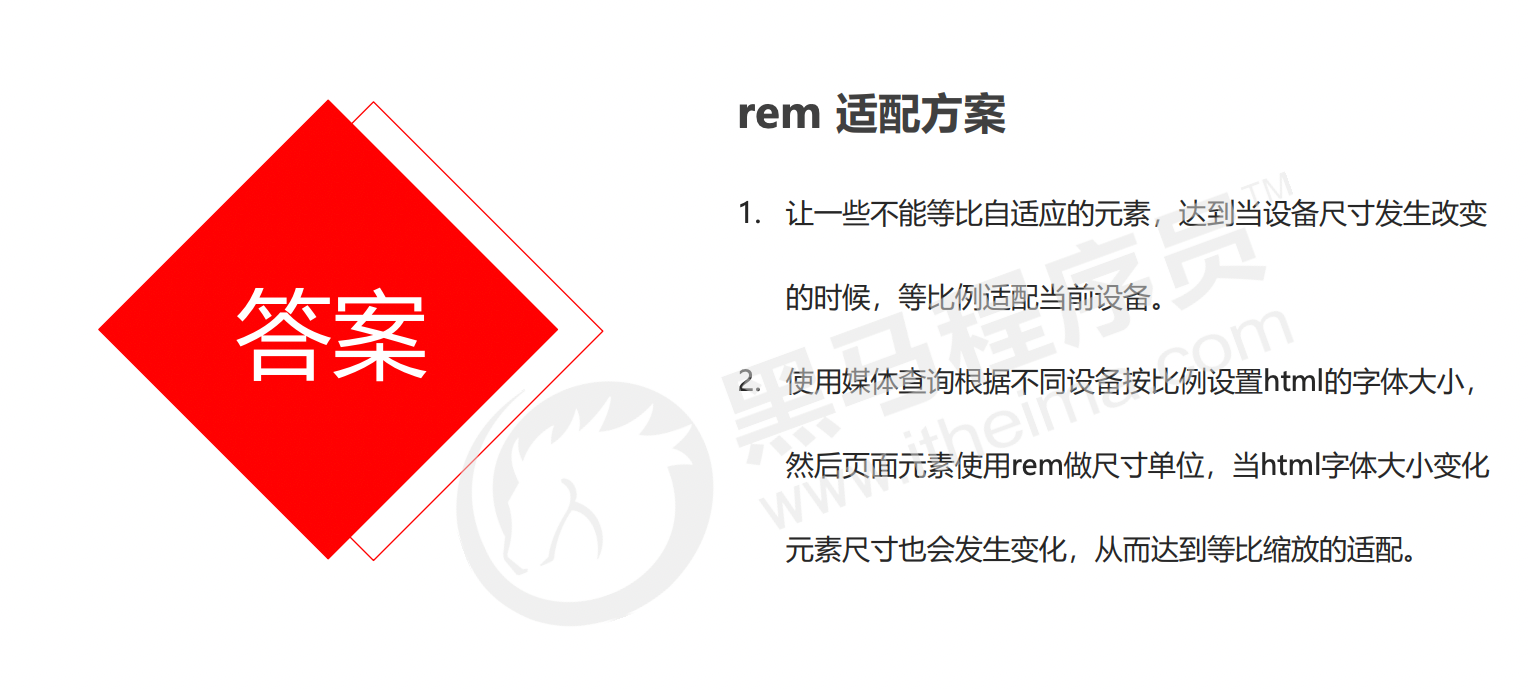 rem 适配方案
1. 让一些不能等比自适应的元素，达到当设备尺寸发生改变
的时候，等比例适配当前设备。
2. 使用媒体查询根据不同设备按比例设置html的字体大小，
然后页面元素使用rem做尺寸单位，当html字体大小变化
元素尺寸也会发生变化，从而达到等比缩放的适配。
答案
黑马程序员™
www.itheima.com